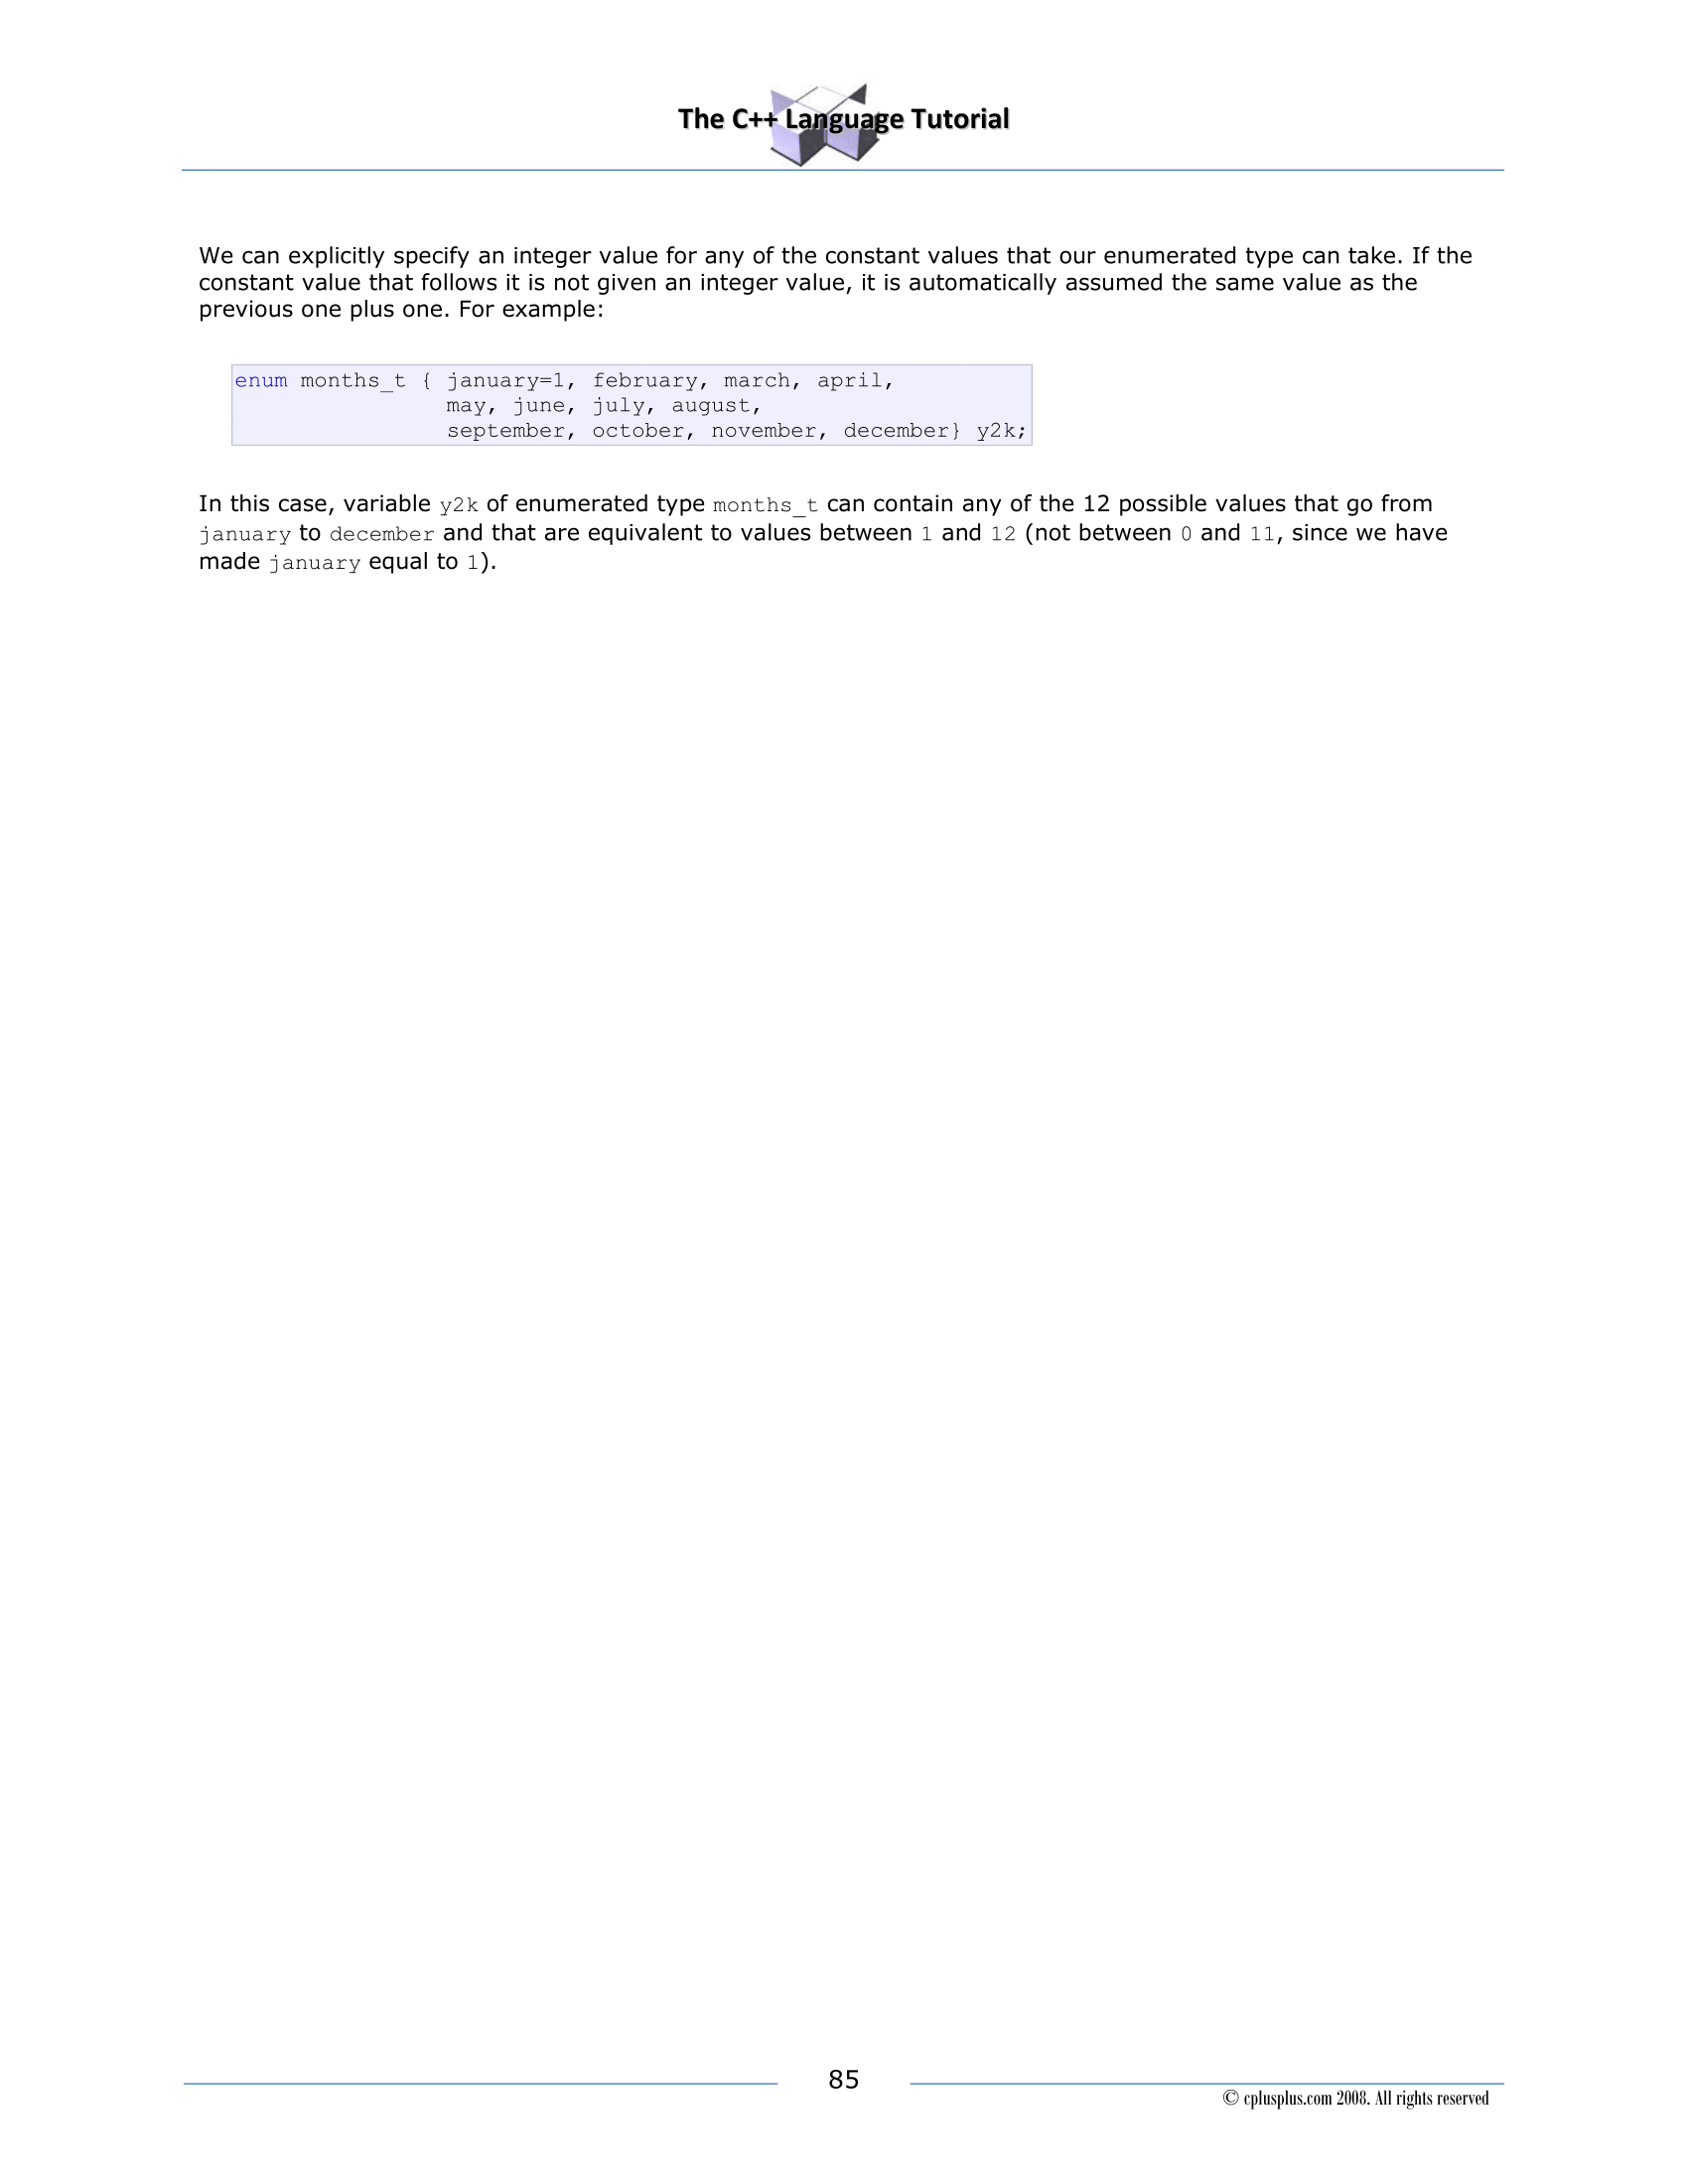 The C++ Language Tutorial
We can explicitly specify an integer value for any of the constant values that our enumerated type can take. If the
constant value that follows it is not given an integer value, it is automatically assumed the same value as the
previous one plus one. For example:
enum months_t { january=1, february, march, april,
may, june, july, august,
september, october, november, december} y2k;
In this case, variable y2k of enumerated type months_t can contain any of the 12 possible values that go from
january to december and that are equivalent to values between 1 and 12 (not between 0 and 11, since we have
made january equal to 1).
85
© cplusplus.com 2008. All rights reserved